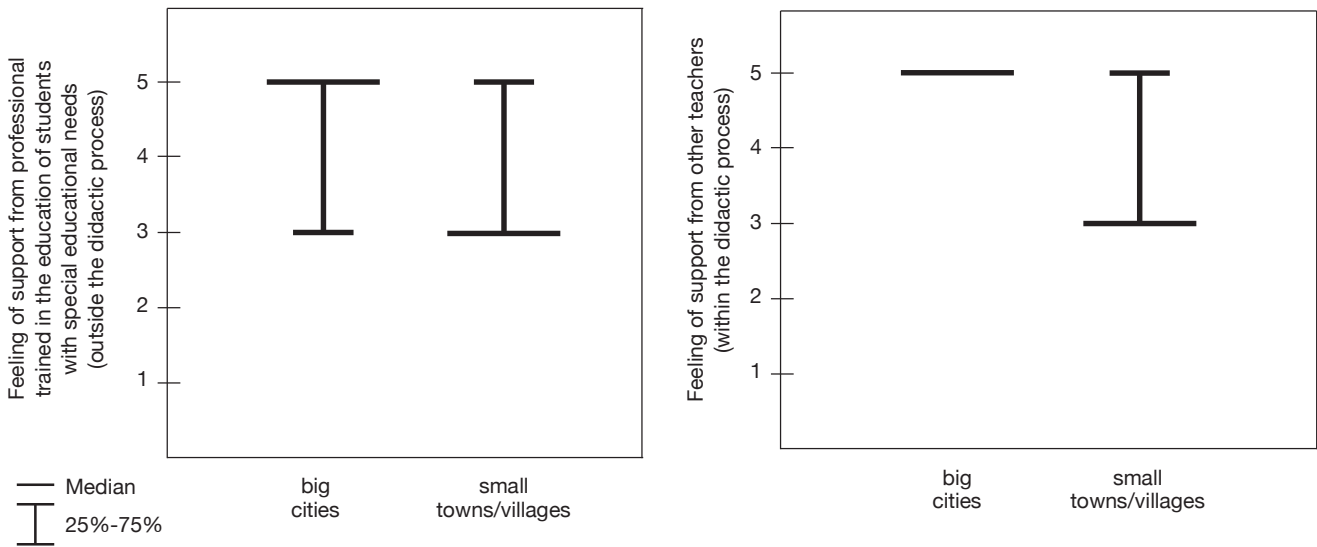 Feeling of support from professional
trained in the education of students
with special educational needs
(outside the didactic process)
5
4
3
2
1
big
cities
small
towns/villages
Median
25%-75%
Feeling of support from other teachers
(within the didactic process)
5
4
3
2
1
big
cities
small
towns/villages